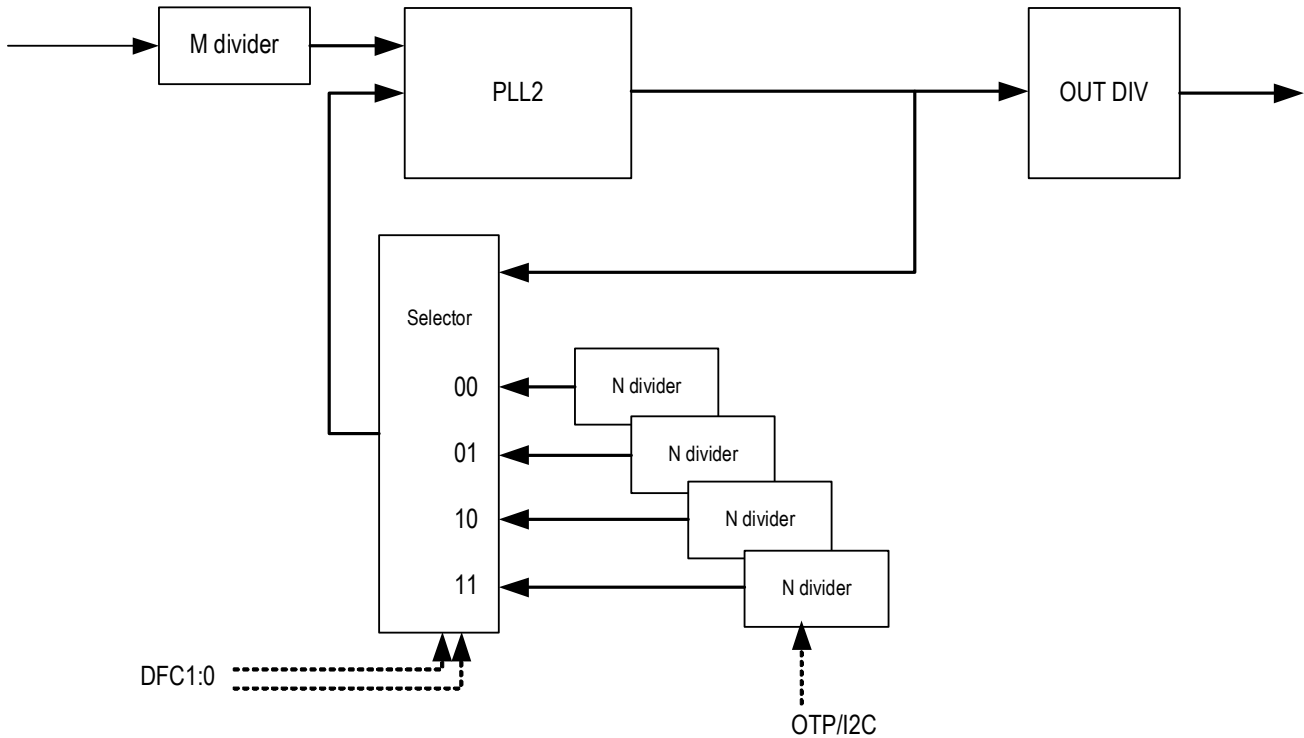 M divider
PLL2
OUT DIV
Selector
00
N divider
01
N divider
10
N divider
11
N divider
DFC1:0
OTP/I2C